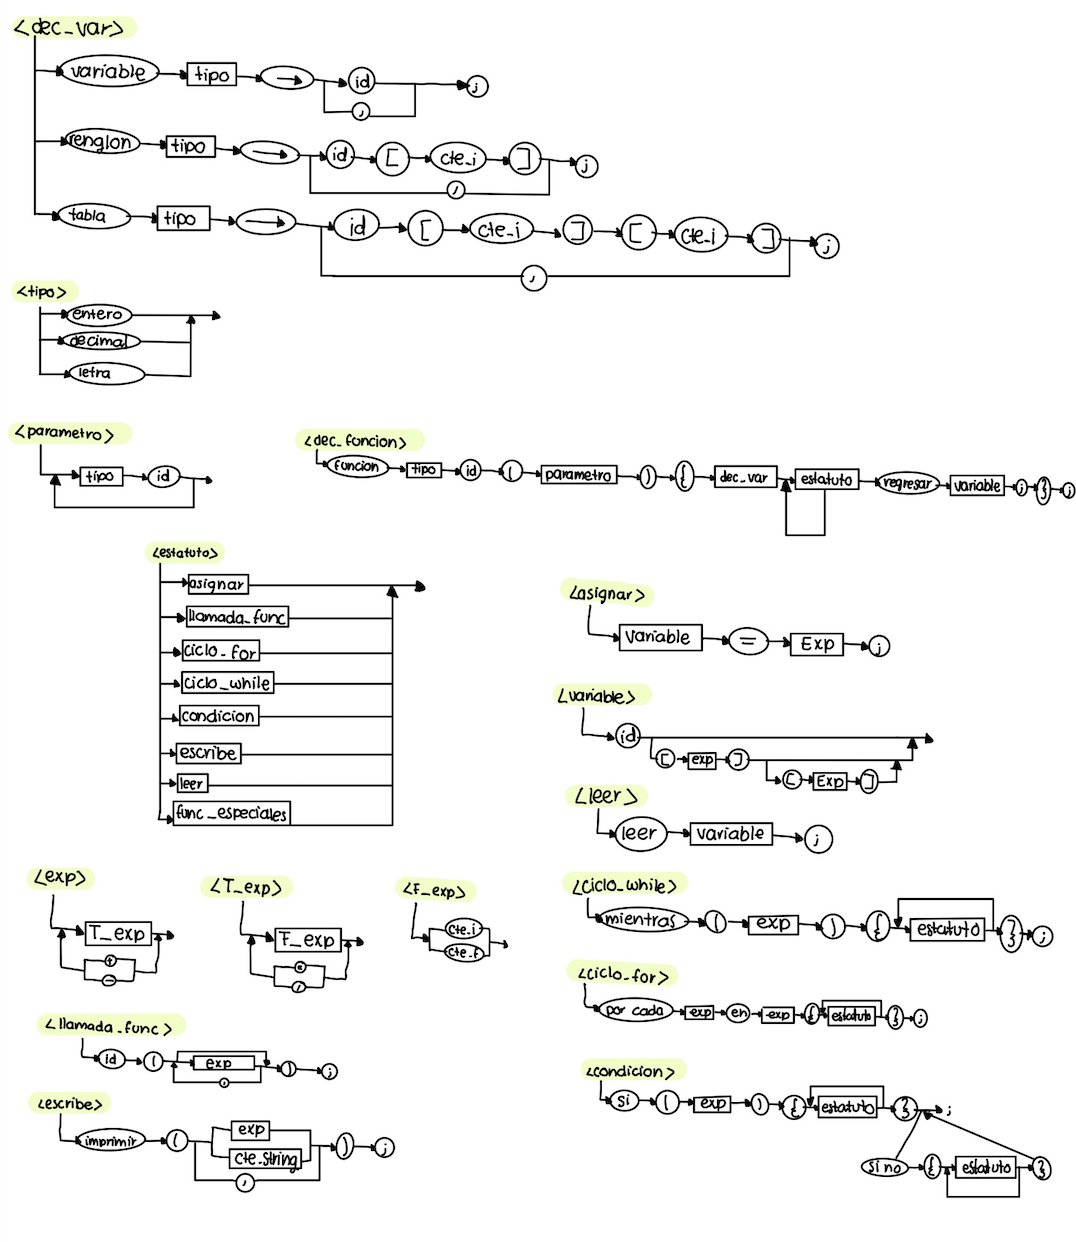 <dec_var>
variable tipo → id ;
,
renglon tipo → id [ cte_i ] ;
,
tabla tipo → id [ cte_i ] [ cte_i ] ;
,
<tipo>
entero
decimal
letra
<parametro>
tipo id
<dec_funcion>
funcion tipo id ( parametro ) { dec_var estatuto regresar variable ; } ;
<estatuto>
asignar
llamada_func
ciclo_for
ciclo_while
condicion
escribe
leer
func_especiales
<asignar>
variable = Exp ;
<variable>
id
[ exp ]
[ Exp ]
<leer>
leer variable ;
<exp>
T_exp
+
-
<T_exp>
F_exp
*
/
<F_exp>
cte.i
cte.f
<ciclo_while>
mientras ( exp ) { estatuto } ;
<ciclo_for>
por cada exp en exp { estatuto } ;
<llamada_func>
id ( exp ) ;
,
<condicion>
si ( exp ) { estatuto } ;
si no { estatuto }
<escribe>
imprimir ( exp ) ;
cte.string
,